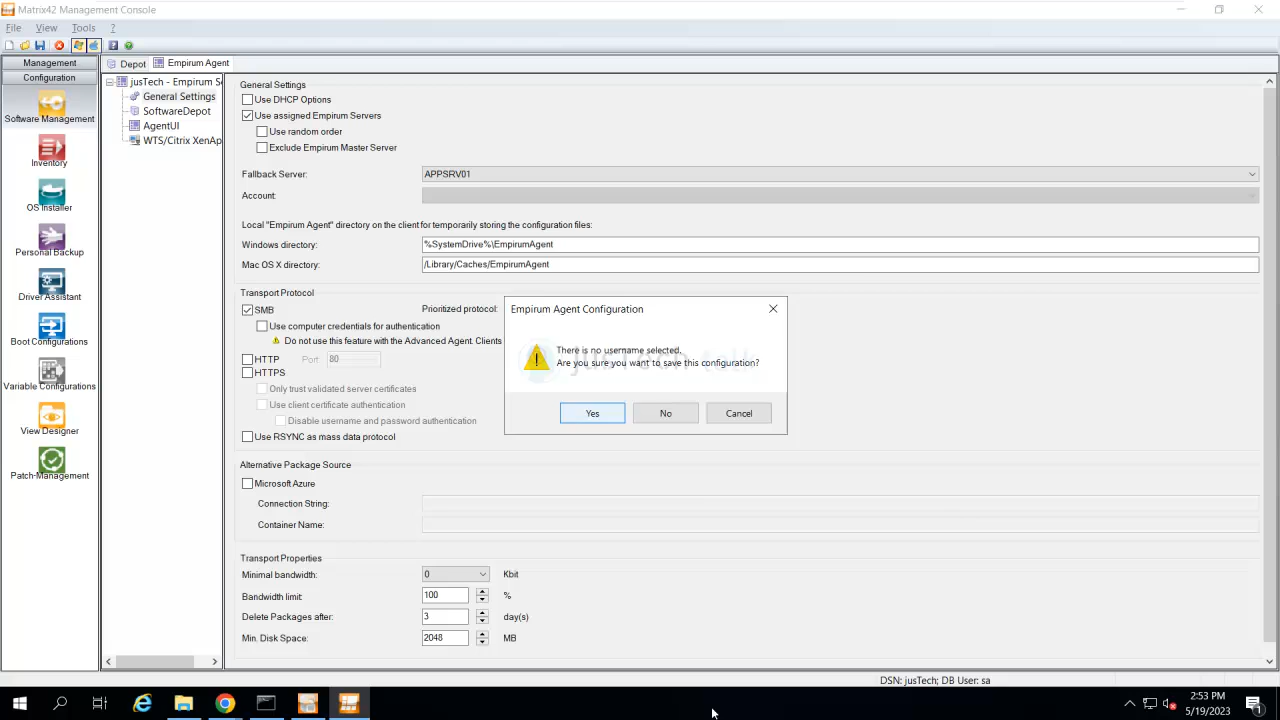 Matrix42 Management Console
File View Tools ?
Management
Configuration
Software Management
Inventory
OS Installer
Personal Backup
Driver Assistant
Boot Configurations
Variable Configurations
View Designer
Patch-Management
Depot Empirum Agent
jusTech - Empirum S
General Settings
SoftwareDepot
AgentUI
WTS/Citrix XenAp
General Settings
Use DHCP Options
Use assigned Empirum Servers
Use random order
Exclude Empirum Master Server
Fallback Server: APPSRV01
Account:
Local "Empirum Agent" directory on the client for temporarily storing the configuration files:
Windows directory: %SystemDrive%\EmpirumAgent
Mac OS X directory: /Library/Caches/EmpirumAgent
Transport Protocol
SMB Prioritized protocol:
Use computer credentials for authentication
Do not use this feature with the Advanced Agent. Clients
HTTP Port 80
HTTPS
Only trust validated server certificates
Use client certificate authentication
Disable username and password authentication
Use RSYNC as mass data protocol
Empirum Agent Configuration
There is no username selected.
Are you sure you want to save this configuration?
Yes No Cancel
Alternative Package Source
Microsoft Azure
Connection String:
Container Name:
Transport Properties
Minimal bandwidth: 0 Kbit
Bandwidth limit: 100 %
Delete Packages after: 3 day(s)
Min. Disk Space: 2048 MB
DSN: jusTech; DB User: sa
2:53 PM
5/19/2023
1